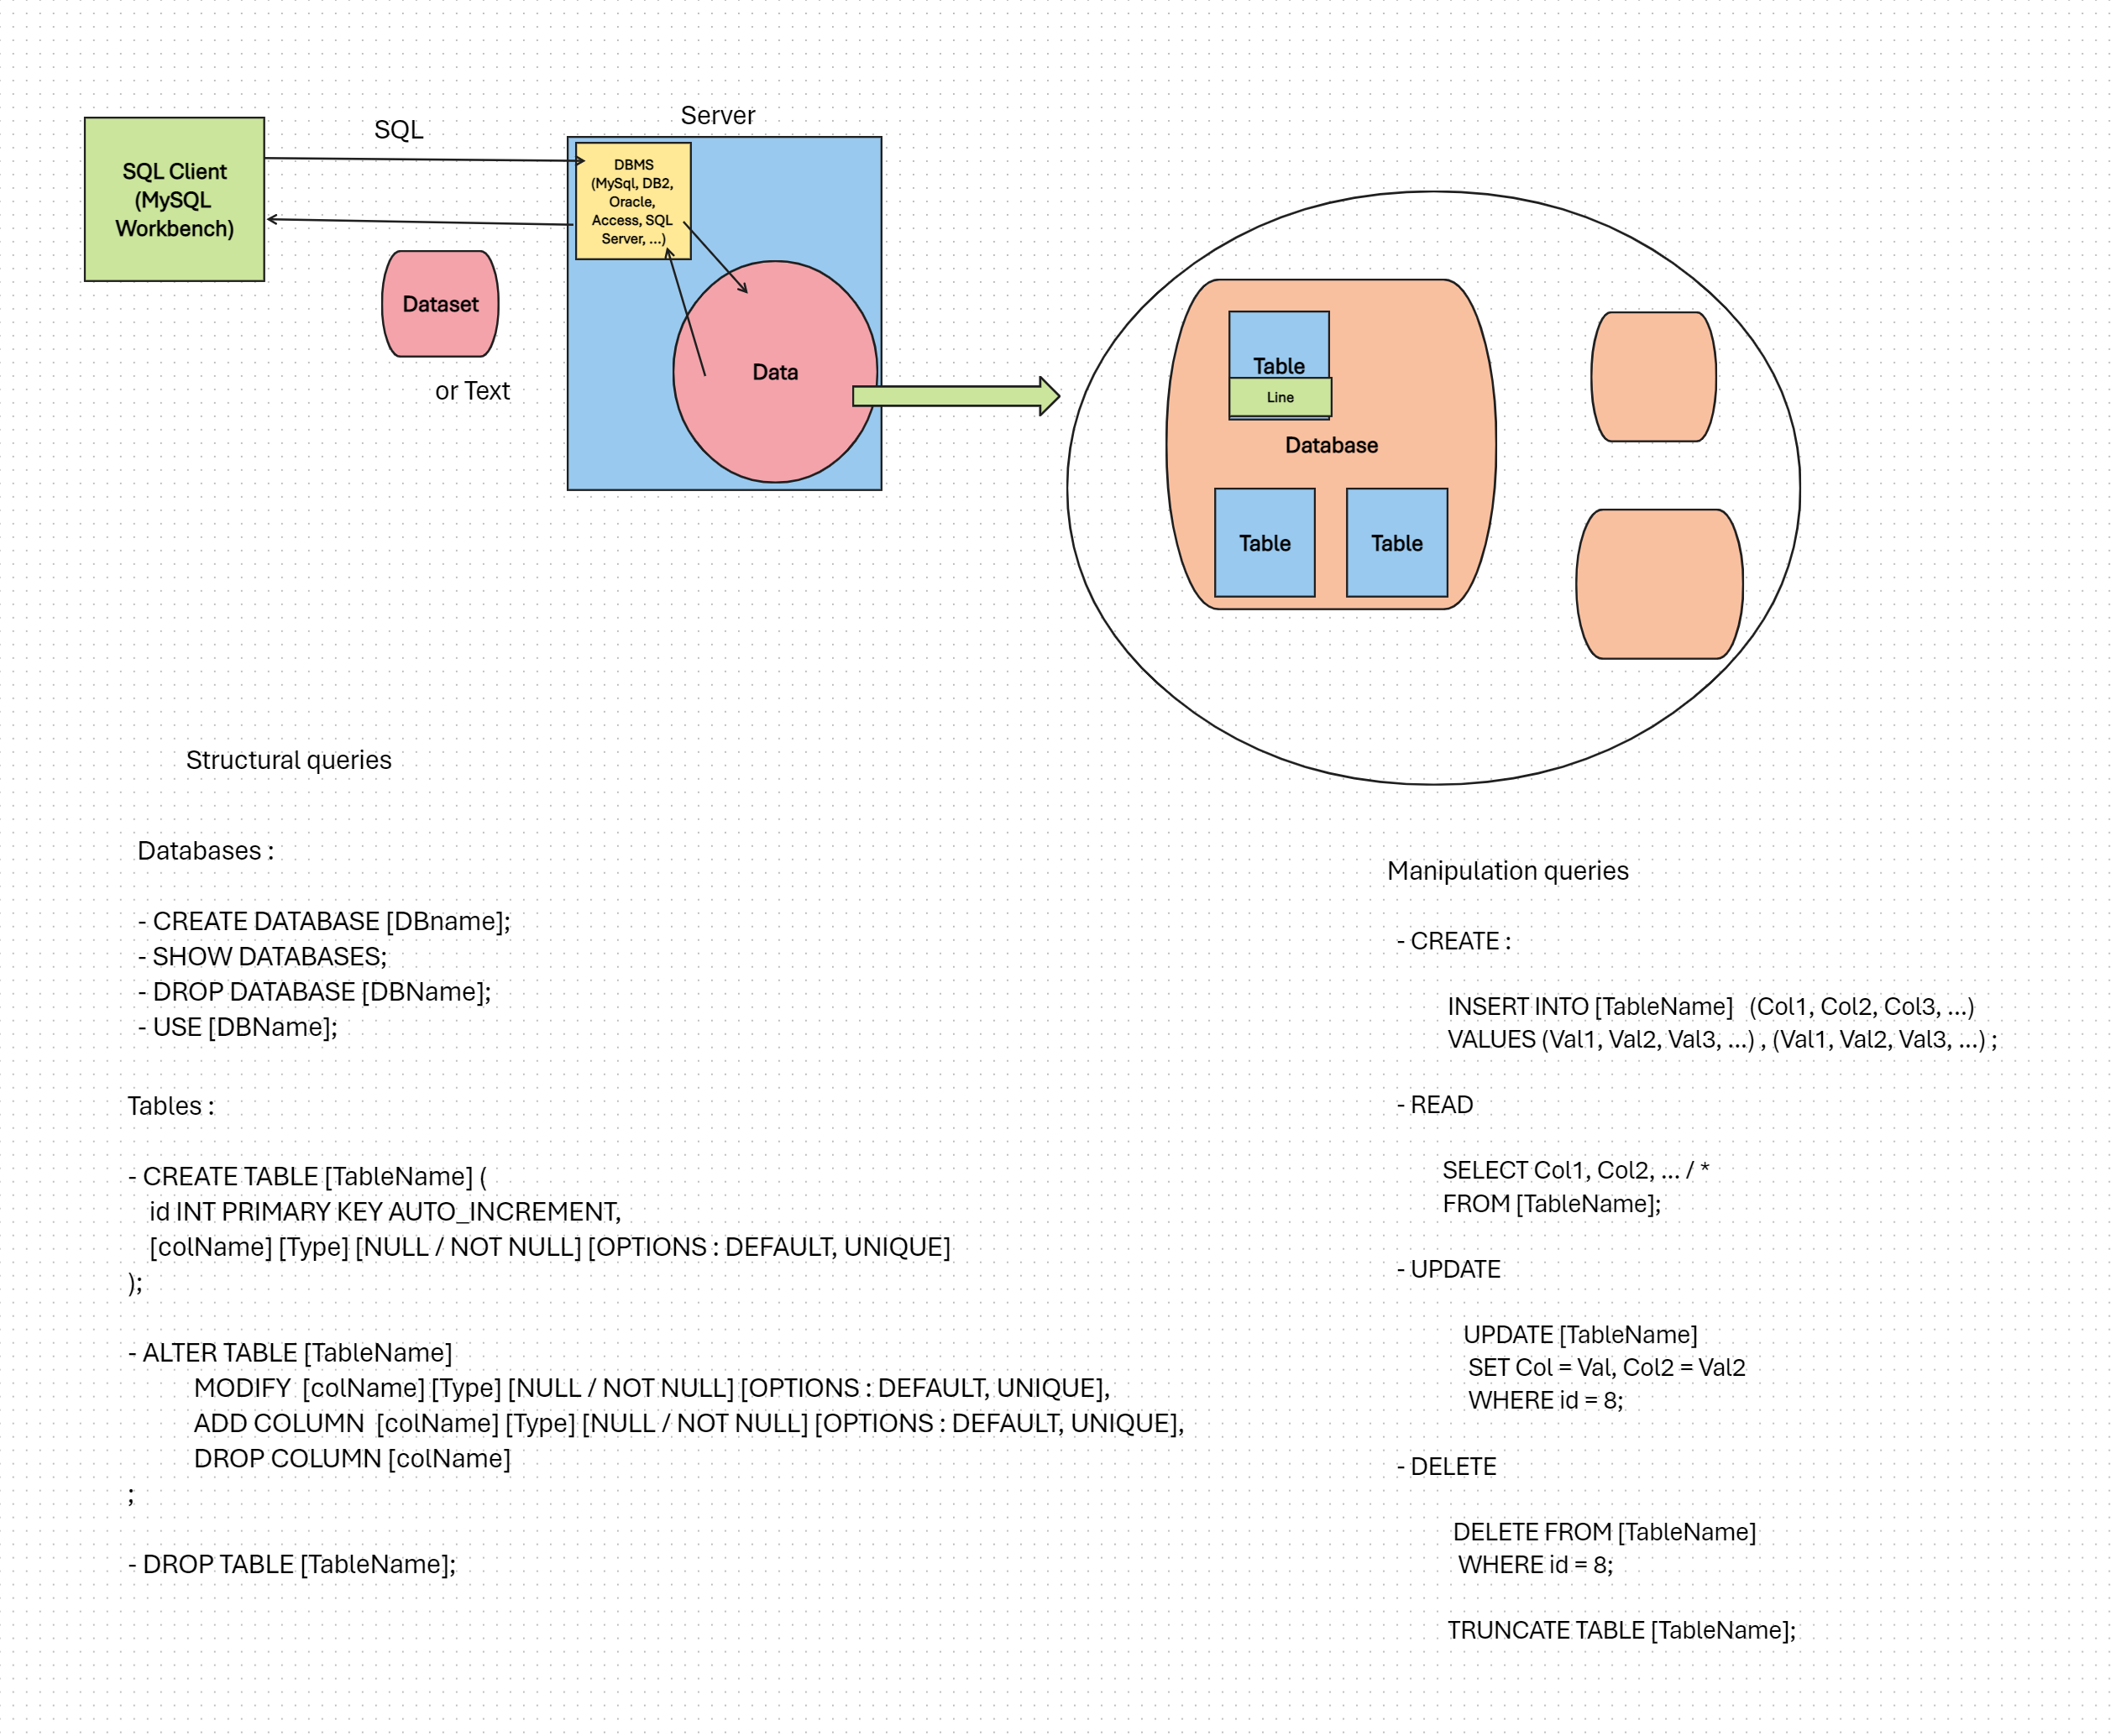 Server
SQL
SQL Client
(MySQL
Workbench)
DBMS
(MySql, DB2,
Oracle,
Access, SQL
Server, ...)
Dataset
or Text
Data
Table
Line
Database
Table
Table
Structural queries
Databases :
- CREATE DATABASE [DBname];
- SHOW DATABASES;
- DROP DATABASE [DBName];
- USE [DBName];
Tables :
- CREATE TABLE [TableName] (
id INT PRIMARY KEY AUTO_INCREMENT,
[colName] [Type] [NULL / NOT NULL] [OPTIONS : DEFAULT, UNIQUE]
);
- ALTER TABLE [TableName]
MODIFY  [colName] [Type] [NULL / NOT NULL] [OPTIONS : DEFAULT, UNIQUE],
ADD COLUMN  [colName] [Type] [NULL / NOT NULL] [OPTIONS : DEFAULT, UNIQUE],
DROP COLUMN [colName]
;
- DROP TABLE [TableName];
Manipulation queries
- CREATE :
INSERT INTO [TableName]   (Col1, Col2, Col3, ...)
VALUES (Val1, Val2, Val3, ...) , (Val1, Val2, Val3, ...) ;
- READ
SELECT Col1, Col2, ... / *
FROM [TableName];
- UPDATE
UPDATE [TableName]
SET Col = Val, Col2 = Val2
WHERE id = 8;
- DELETE
DELETE FROM [TableName]
WHERE id = 8;
TRUNCATE TABLE [TableName];